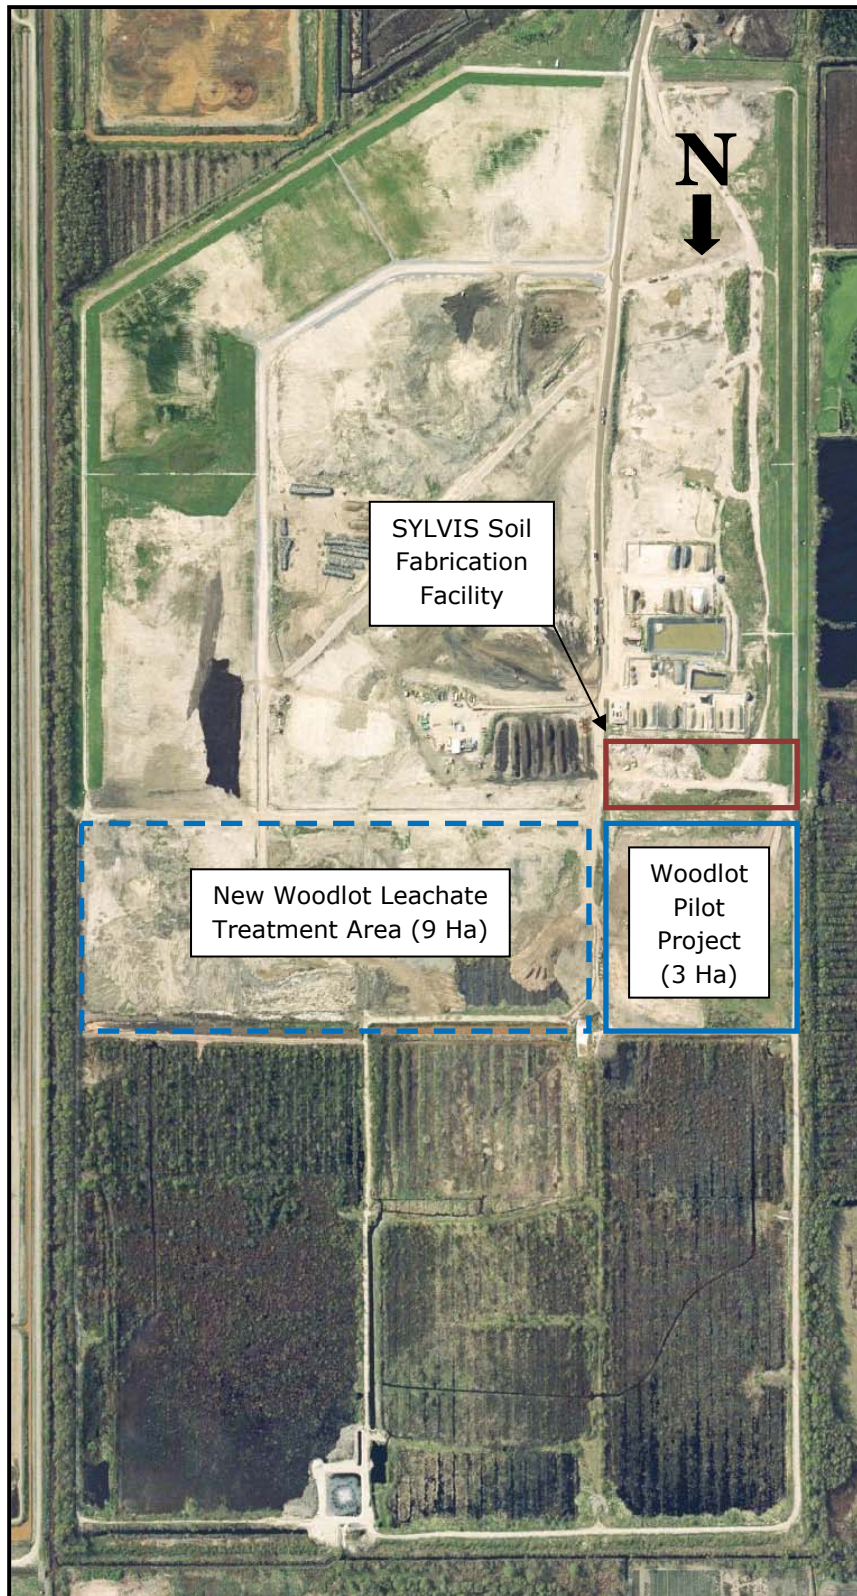 N
SYLVIS Soil
Fabrication
Facility
New Woodlot Leachate
Treatment Area (9 Ha)
Woodlot
Pilot
Project
(3 Ha)